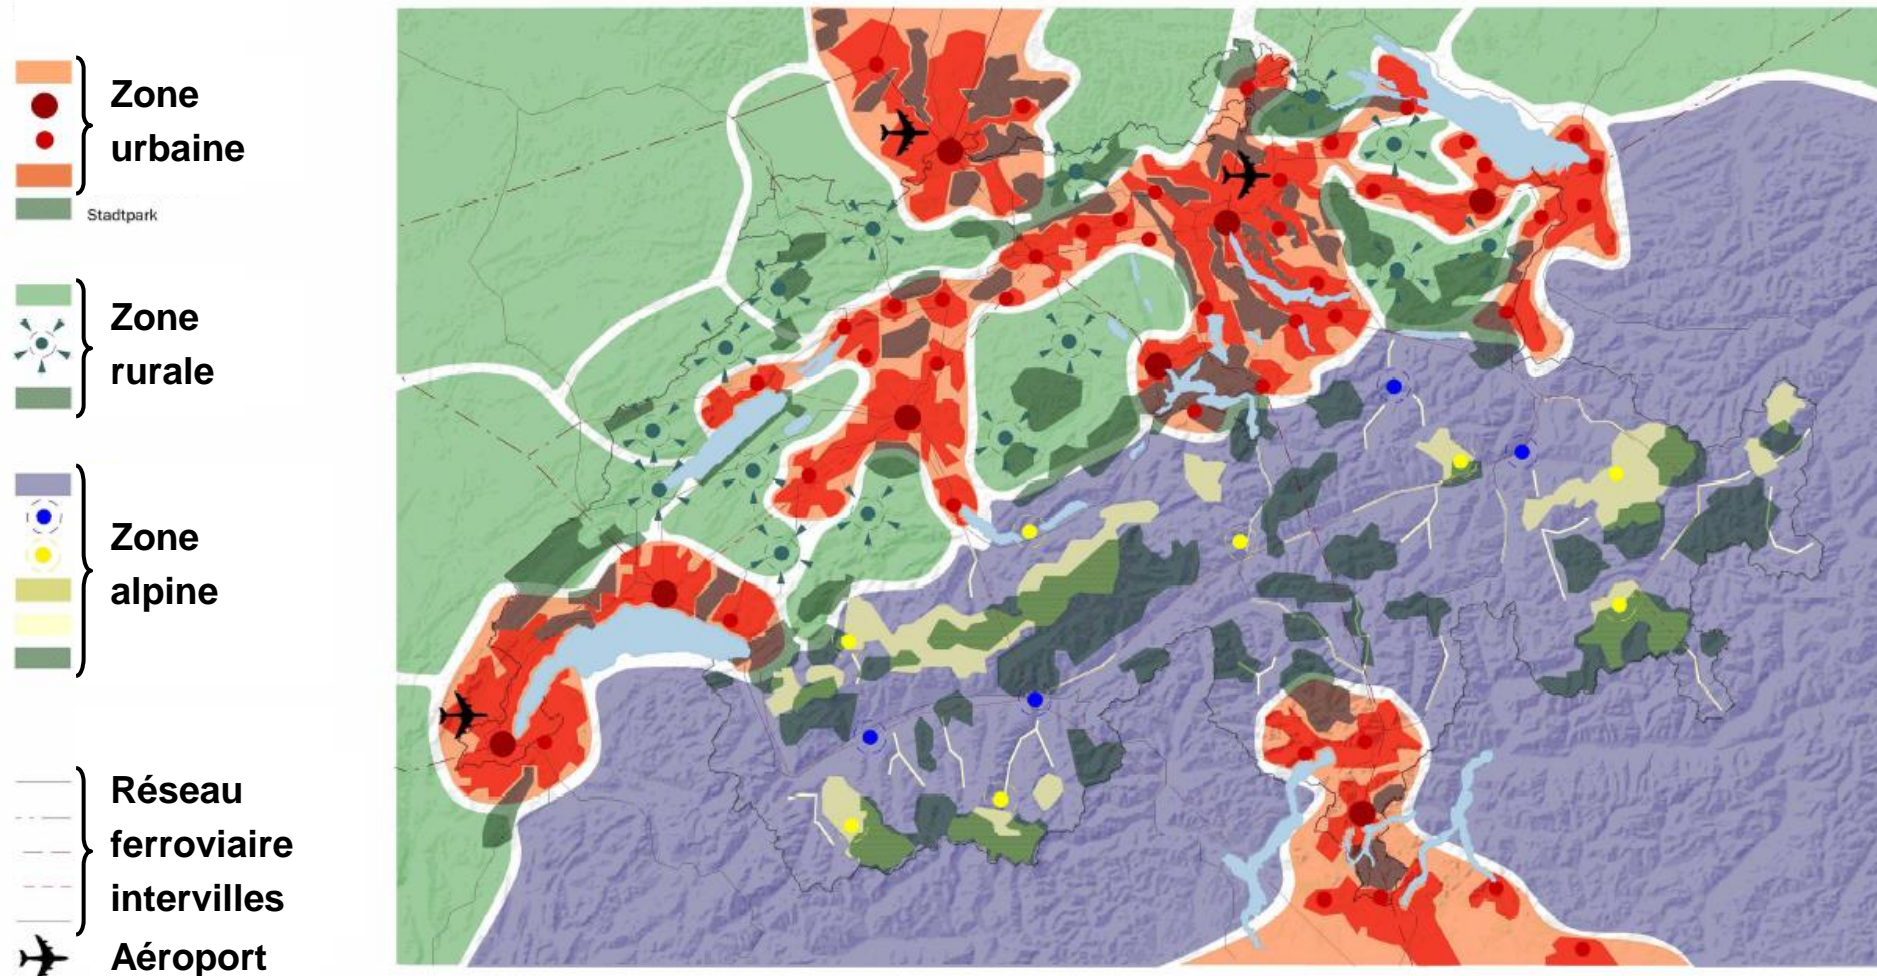 Zone
urbaine
Stadtpark
Zone
rurale
Zone
alpine
Réseau
ferroviaire
intervilles
Aéroport